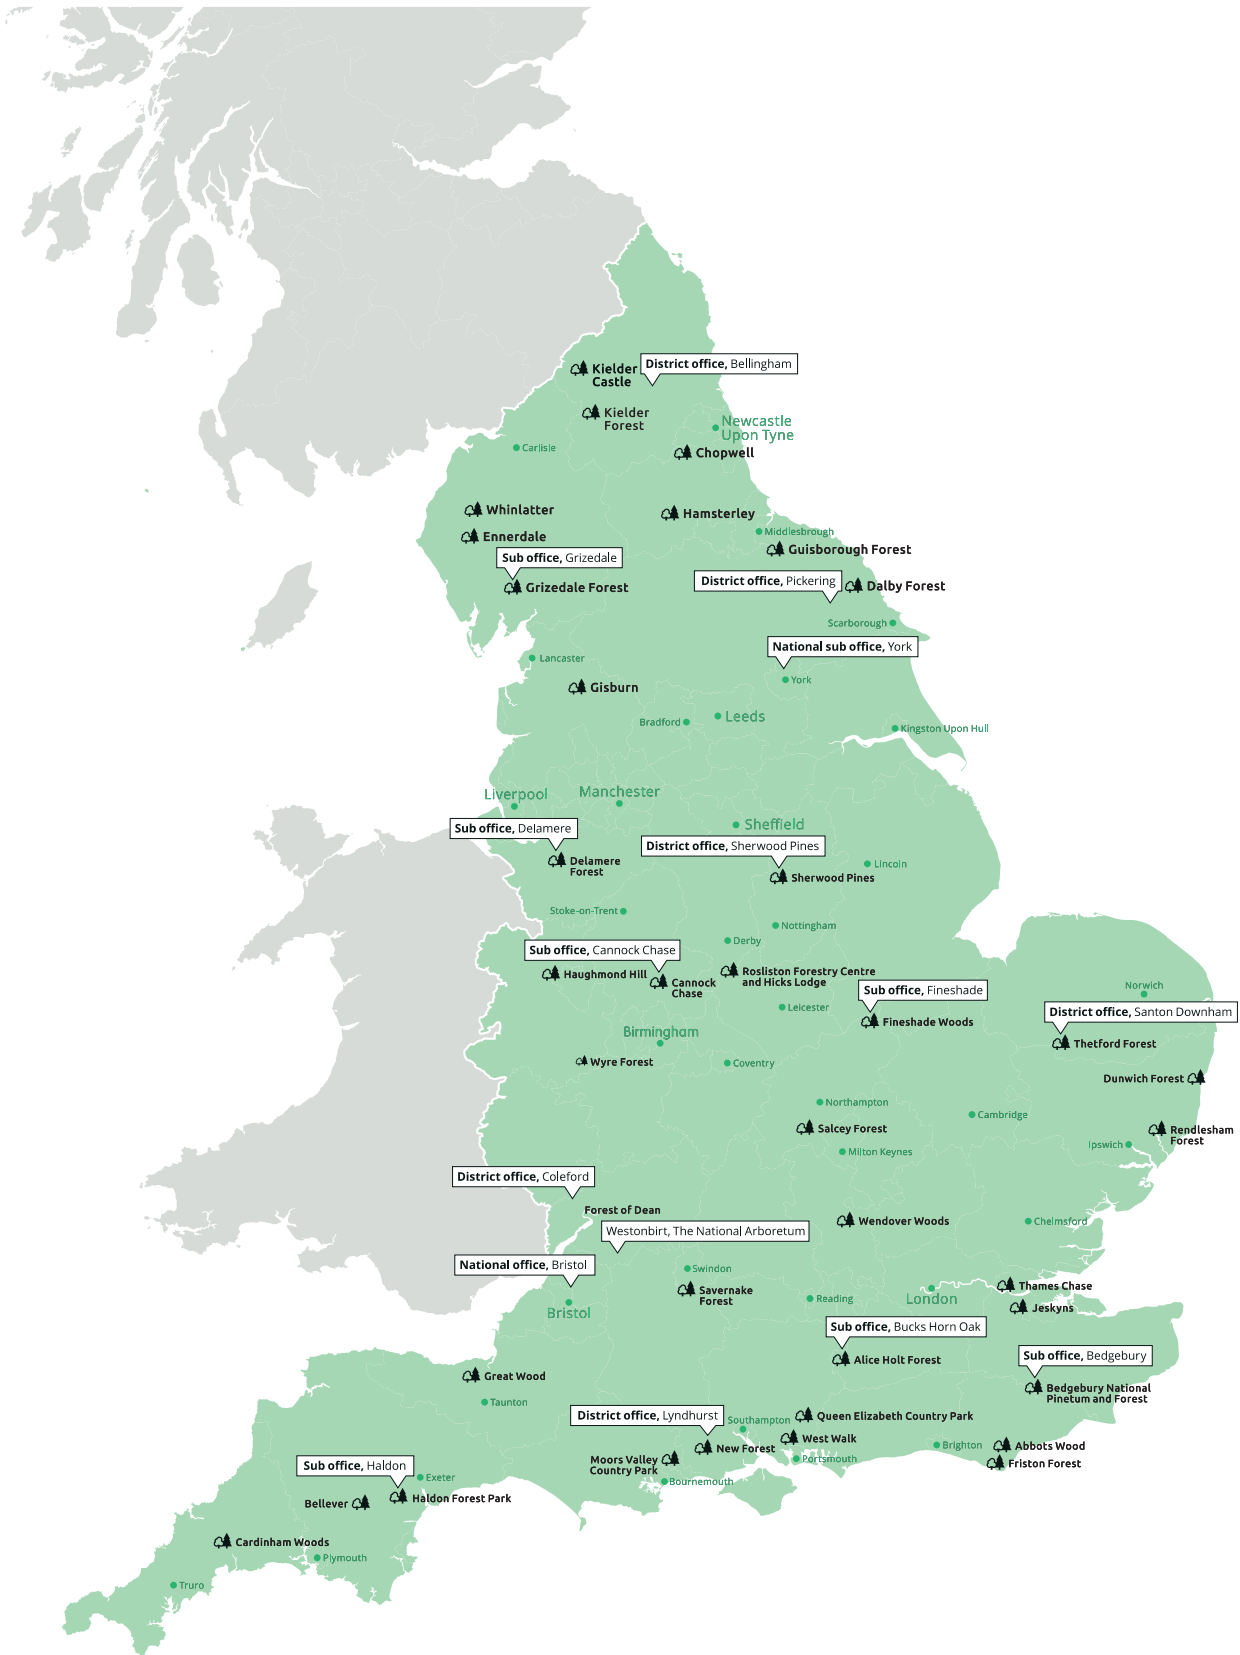 District office, Bellingham
Kielder
Castle
Kielder
Forest
Newcastle
Upon Tyne
Carlisle
Chopwell
Whinlatter
Hamsterley
Ennerdale
Middlesbrough
Guisborough Forest
Sub office, Grizedale
District office, Pickering
Dalby Forest
Grizedale Forest
Scarborough
National sub office, York
Lancaster
York
Gisburn
Bradford
Leeds
Kingston Upon Hull
Liverpool
Manchester
Sheffield
Sub office, Delamere
District office, Sherwood Pines
Delamere
Forest
Lincoln
Sherwood Pines
Stoke-on-Trent
Nottingham
Derby
Sub office, Cannock Chase
Haughmond Hill
Cannock
Chase
Rosliston Forestry Centre
and Hicks Lodge
Sub office, Fineshade
Norwich
Leicester
District office, Santon Downham
Fineshade Woods
Birmingham
Thetford Forest
Wyre Forest
Coventry
Dunwich Forest
Northampton
Cambridge
Salcey Forest
Rendlesham
Forest
Ipswich
Milton Keynes
District office, Coleford
Forest of Dean
Wendover Woods
Chelmsford
Westonbirt, The National Arboretum
National office, Bristol
Swindon
Savernake
Forest
Thames Chase
Reading
London
Jeskyns
Bristol
Sub office, Bucks Horn Oak
Alice Holt Forest
Sub office, Bedgebury
Great Wood
Bedgebury National
Pinetum and Forest
Taunton
District office, Lyndhurst
Southampton
Queen Elizabeth Country Park
West Walk
New Forest
Brighton
Abbots Wood
Moors Valley
Country Park
Portsmouth
Friston Forest
Sub office, Haldon
Exeter
Bournemouth
Bellever
Haldon Forest Park
Cardinham Woods
Plymouth
Truro